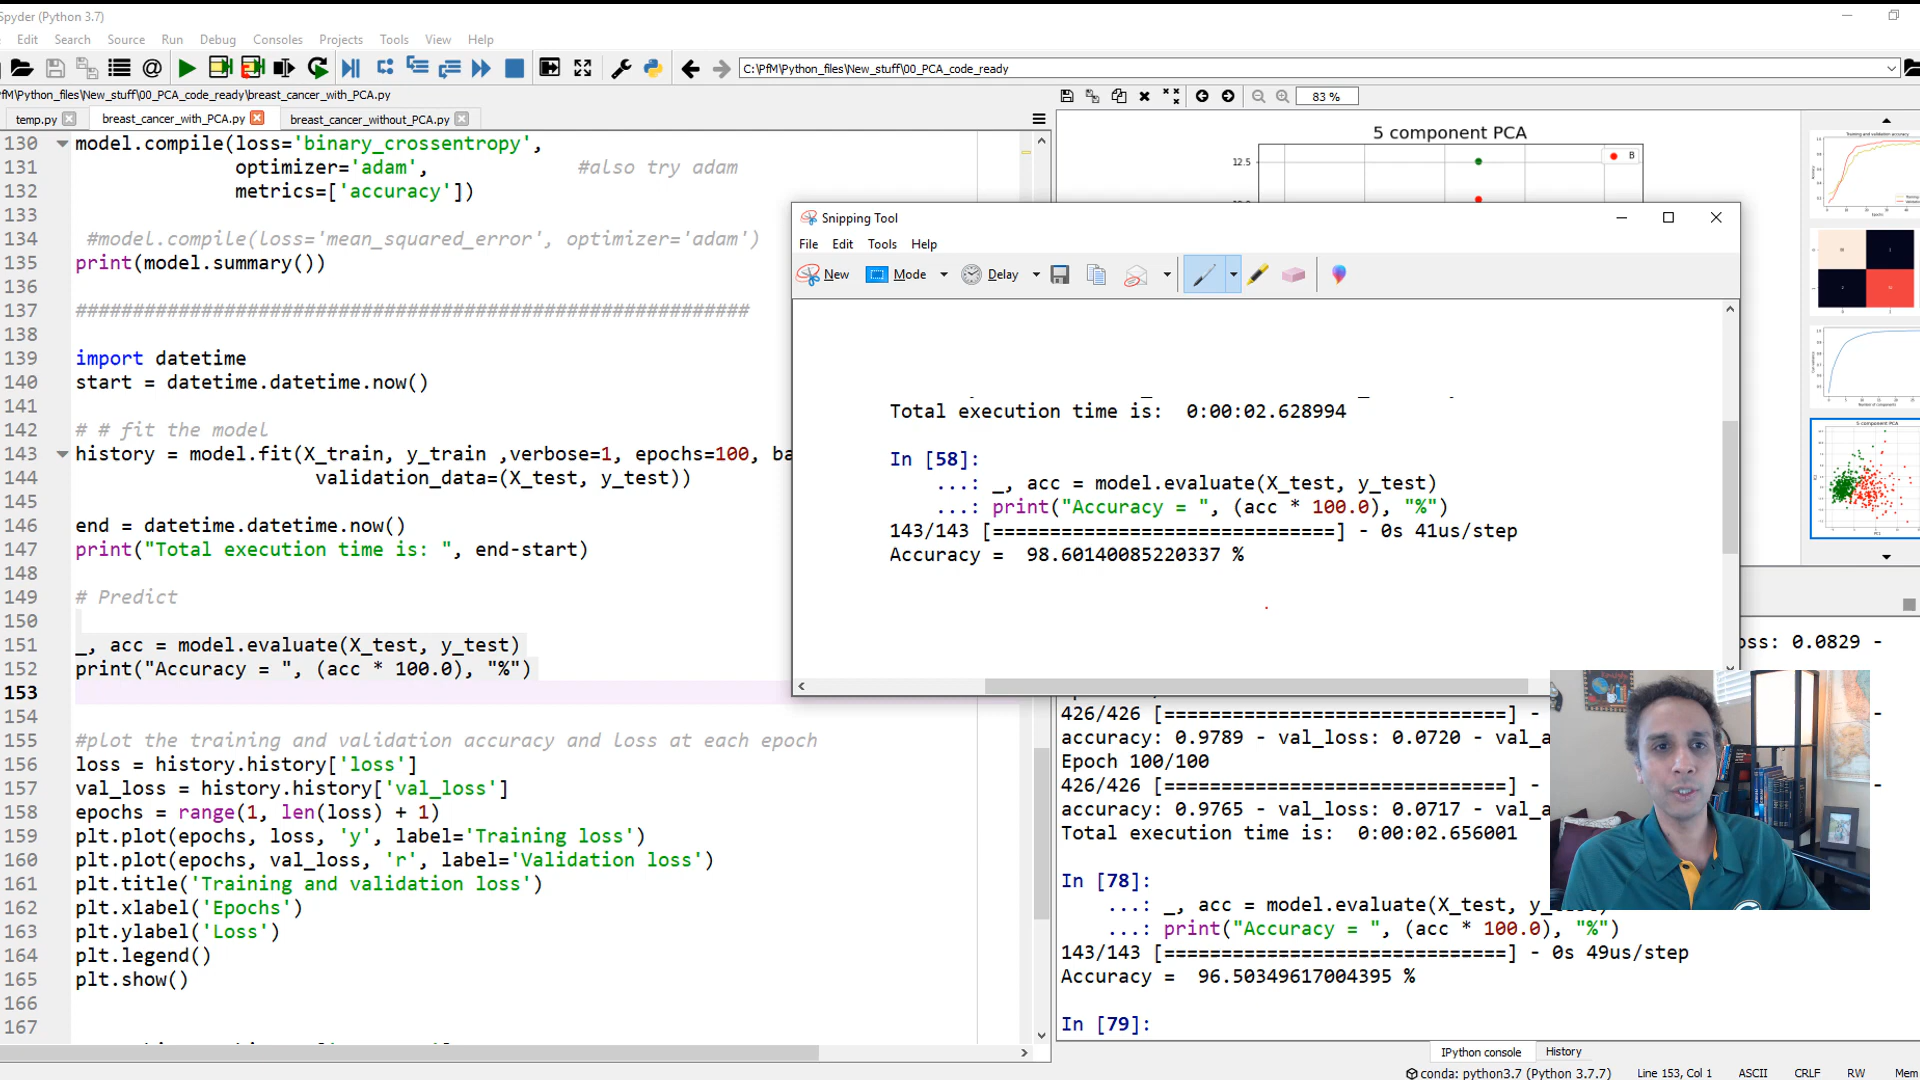 Spyder (Python 3.7)
Edit Search Source Run Debug Consoles Projects Tools View Help
C:\PfM\Python_files\New_stuff\00_PCA_code_ready
fM\Python_files\New_stuff\00_PCA_code_ready\breast_cancer_with_PCA.py
temp.py breast_cancer_with_PCA.py breast_cancer_without_PCA.py
130 model.compile(loss='binary_crossentropy',
131 optimizer='adam', #also try adam
132 metrics=['accuracy'])
133
134 #model.compile(loss='mean_squared_error', optimizer='adam')
135 print(model.summary())
136
137 ###########################################################
138
139 import datetime
140 start = datetime.datetime.now()
141
142 # # fit the model
143 history = model.fit(X_train, y_train ,verbose=1, epochs=100, ba
144 validation_data=(X_test, y_test))
145
146 end = datetime.datetime.now()
147 print("Total execution time is: ", end-start)
148
149 # Predict
150
151 _, acc = model.evaluate(X_test, y_test)
152 print("Accuracy = ", (acc * 100.0), "%")
153
154
155 #plot the training and validation accuracy and loss at each epoch
156 loss = history.history['loss']
157 val_loss = history.history['val_loss']
158 epochs = range(1, len(loss) + 1)
159 plt.plot(epochs, loss, 'y', label='Training loss')
160 plt.plot(epochs, val_loss, 'r', label='Validation loss')
161 plt.title('Training and validation loss')
162 plt.xlabel('Epochs')
163 plt.ylabel('Loss')
164 plt.legend()
165 plt.show()
166
167
83 %
5 component PCA
12.5
B
Training and validation accuracy
5 component PCA
Snipping Tool
File Edit Tools Help
New Mode Delay
Total execution time is: 0:00:02.628994
In [58]:
...: _, acc = model.evaluate(X_test, y_test)
...: print("Accuracy = ", (acc * 100.0), "%")
143/143 [==============================] - 0s 41us/step
Accuracy = 98.60140085220337 %
oss: 0.0829 -
426/426 [==============================] -
accuracy: 0.9789 - val_loss: 0.0720 - val_a
Epoch 100/100
426/426 [==============================] -
accuracy: 0.9765 - val_loss: 0.0717 - val_a
Total execution time is: 0:00:02.656001
In [78]:
...: _, acc = model.evaluate(X_test, y_
...: print("Accuracy = ", (acc * 100.0), "%")
143/143 [==============================] - 0s 49us/step
Accuracy = 96.50349617004395 %
In [79]:
IPython console History
conda: python3.7 (Python 3.7.7) Line 153, Col 1 ASCII CRLF RW Mem